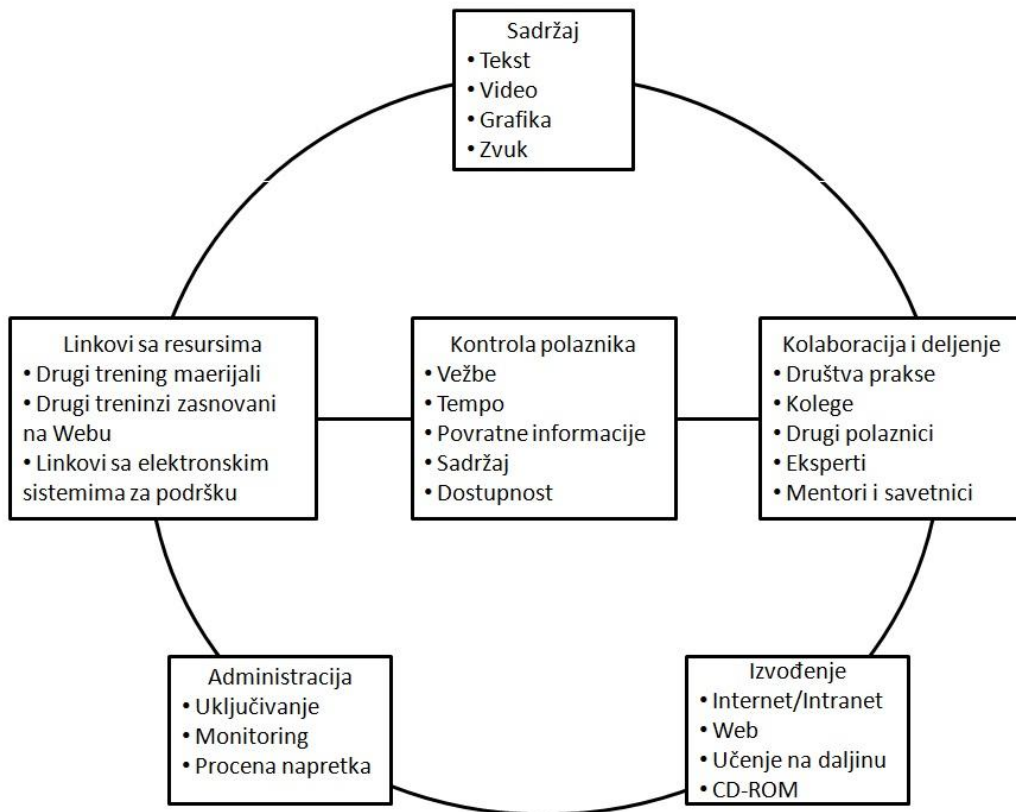 Sadržaj
• Tekst
• Video
• Grafika
• Zvuk
Linkovi sa resursima
• Drugi trening maerijali
• Drugi treninzi zasnovani
na Webu
• Linkovi sa elektronskim
sistemima za podršku
Kontrola polaznika
• Vežbe
• Tempo
• Povratne informacije
• Sadržaj
• Dostupnost
Kolaboracija i deljenje
• Društva prakse
• Kolege
• Drugi polaznici
• Eksperti
• Mentori i savetnici
Administracija
• Uključivanje
• Monitoring
• Procena napretka
Izvođenje
• Internet/Intranet
• Web
• Učenje na daljinu
• CD-ROM